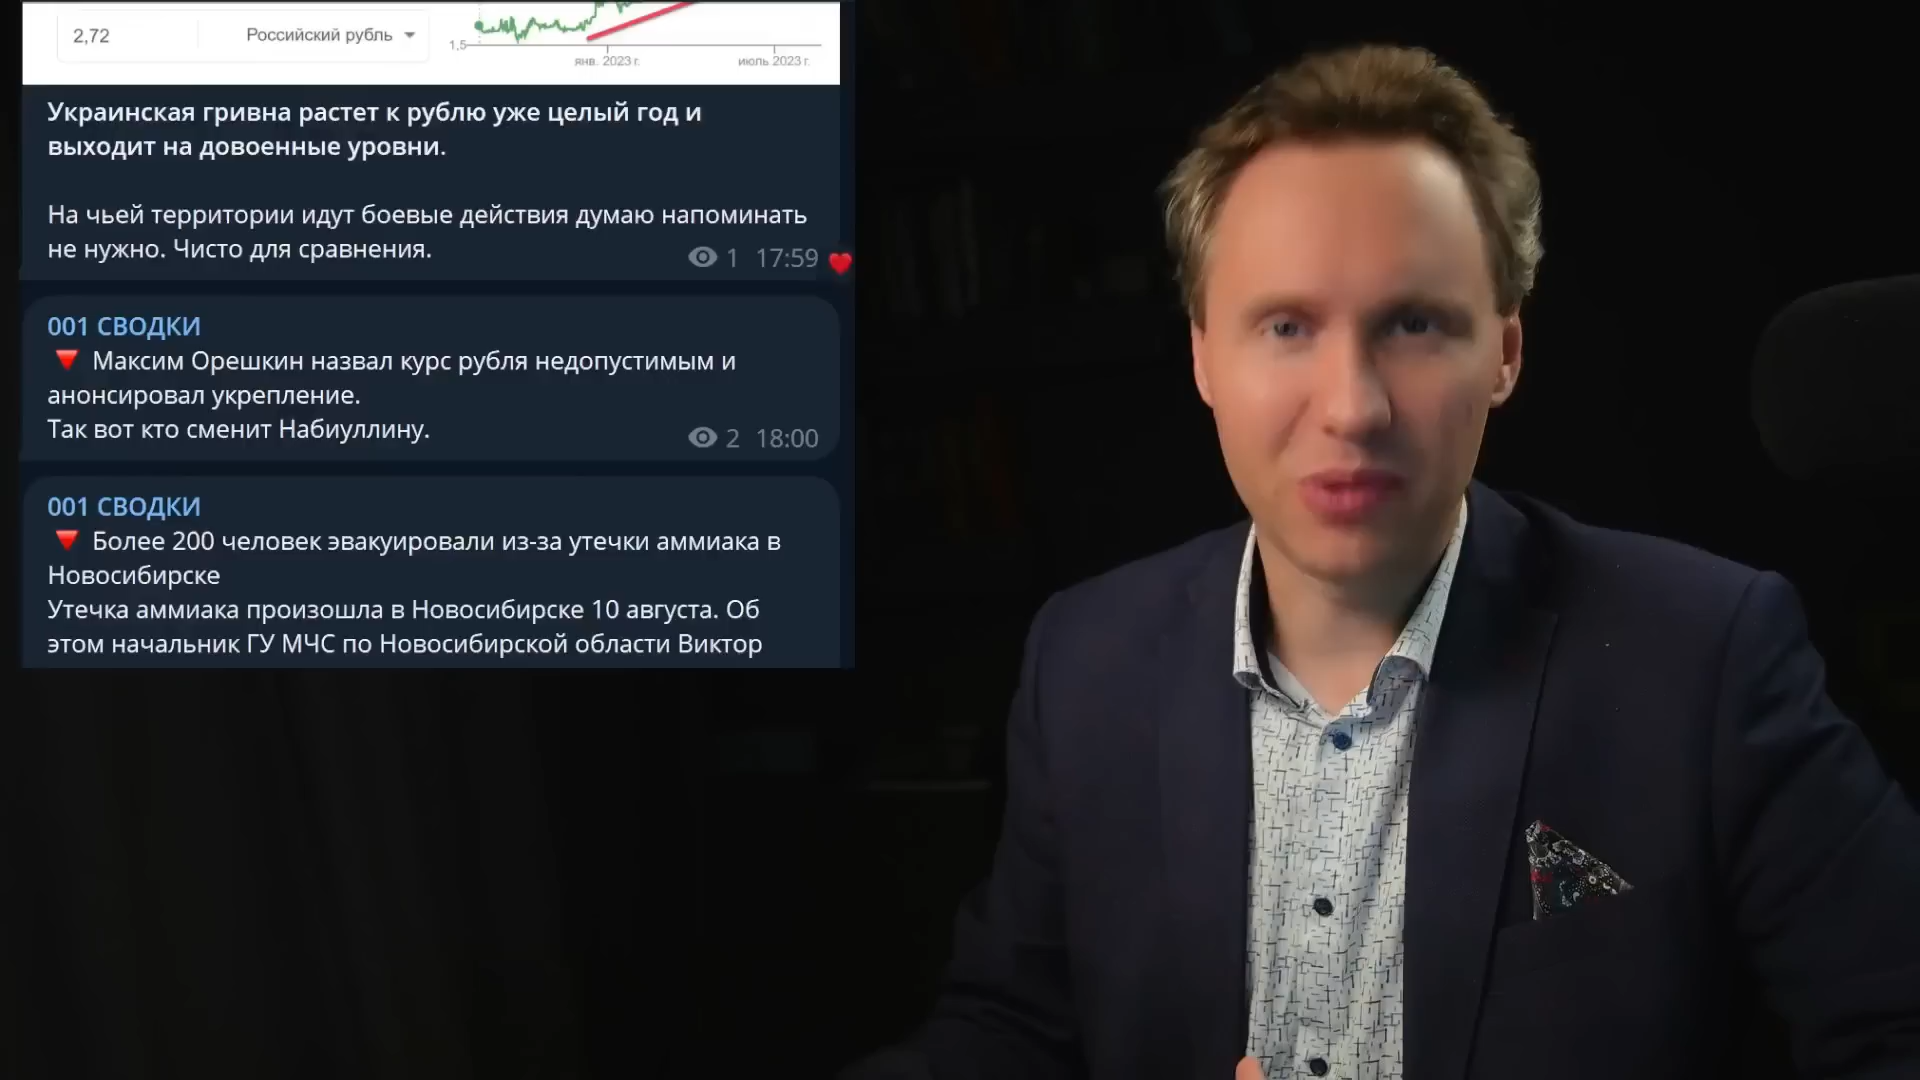 2,72
Российский рубль
1,5
янв. 2023 г.
июль 2023 г.
Украинская гривна растет к рублю уже целый год и
выходит на довоенные уровни.
На чьей территории идут боевые действия думаю напоминать
не нужно. Чисто для сравнения.
1 17:59
001 СВОДКИ
Максим Орешкин назвал курс рубля недопустимым и
анонсировал укрепление.
Так вот кто сменит Набиуллину.
2 18:00
001 СВОДКИ
Более 200 человек эвакуировали из-за утечки аммиака в
Новосибирске
Утечка аммиака произошла в Новосибирске 10 августа. Об
этом начальник ГУ МЧС по Новосибирской области Виктор